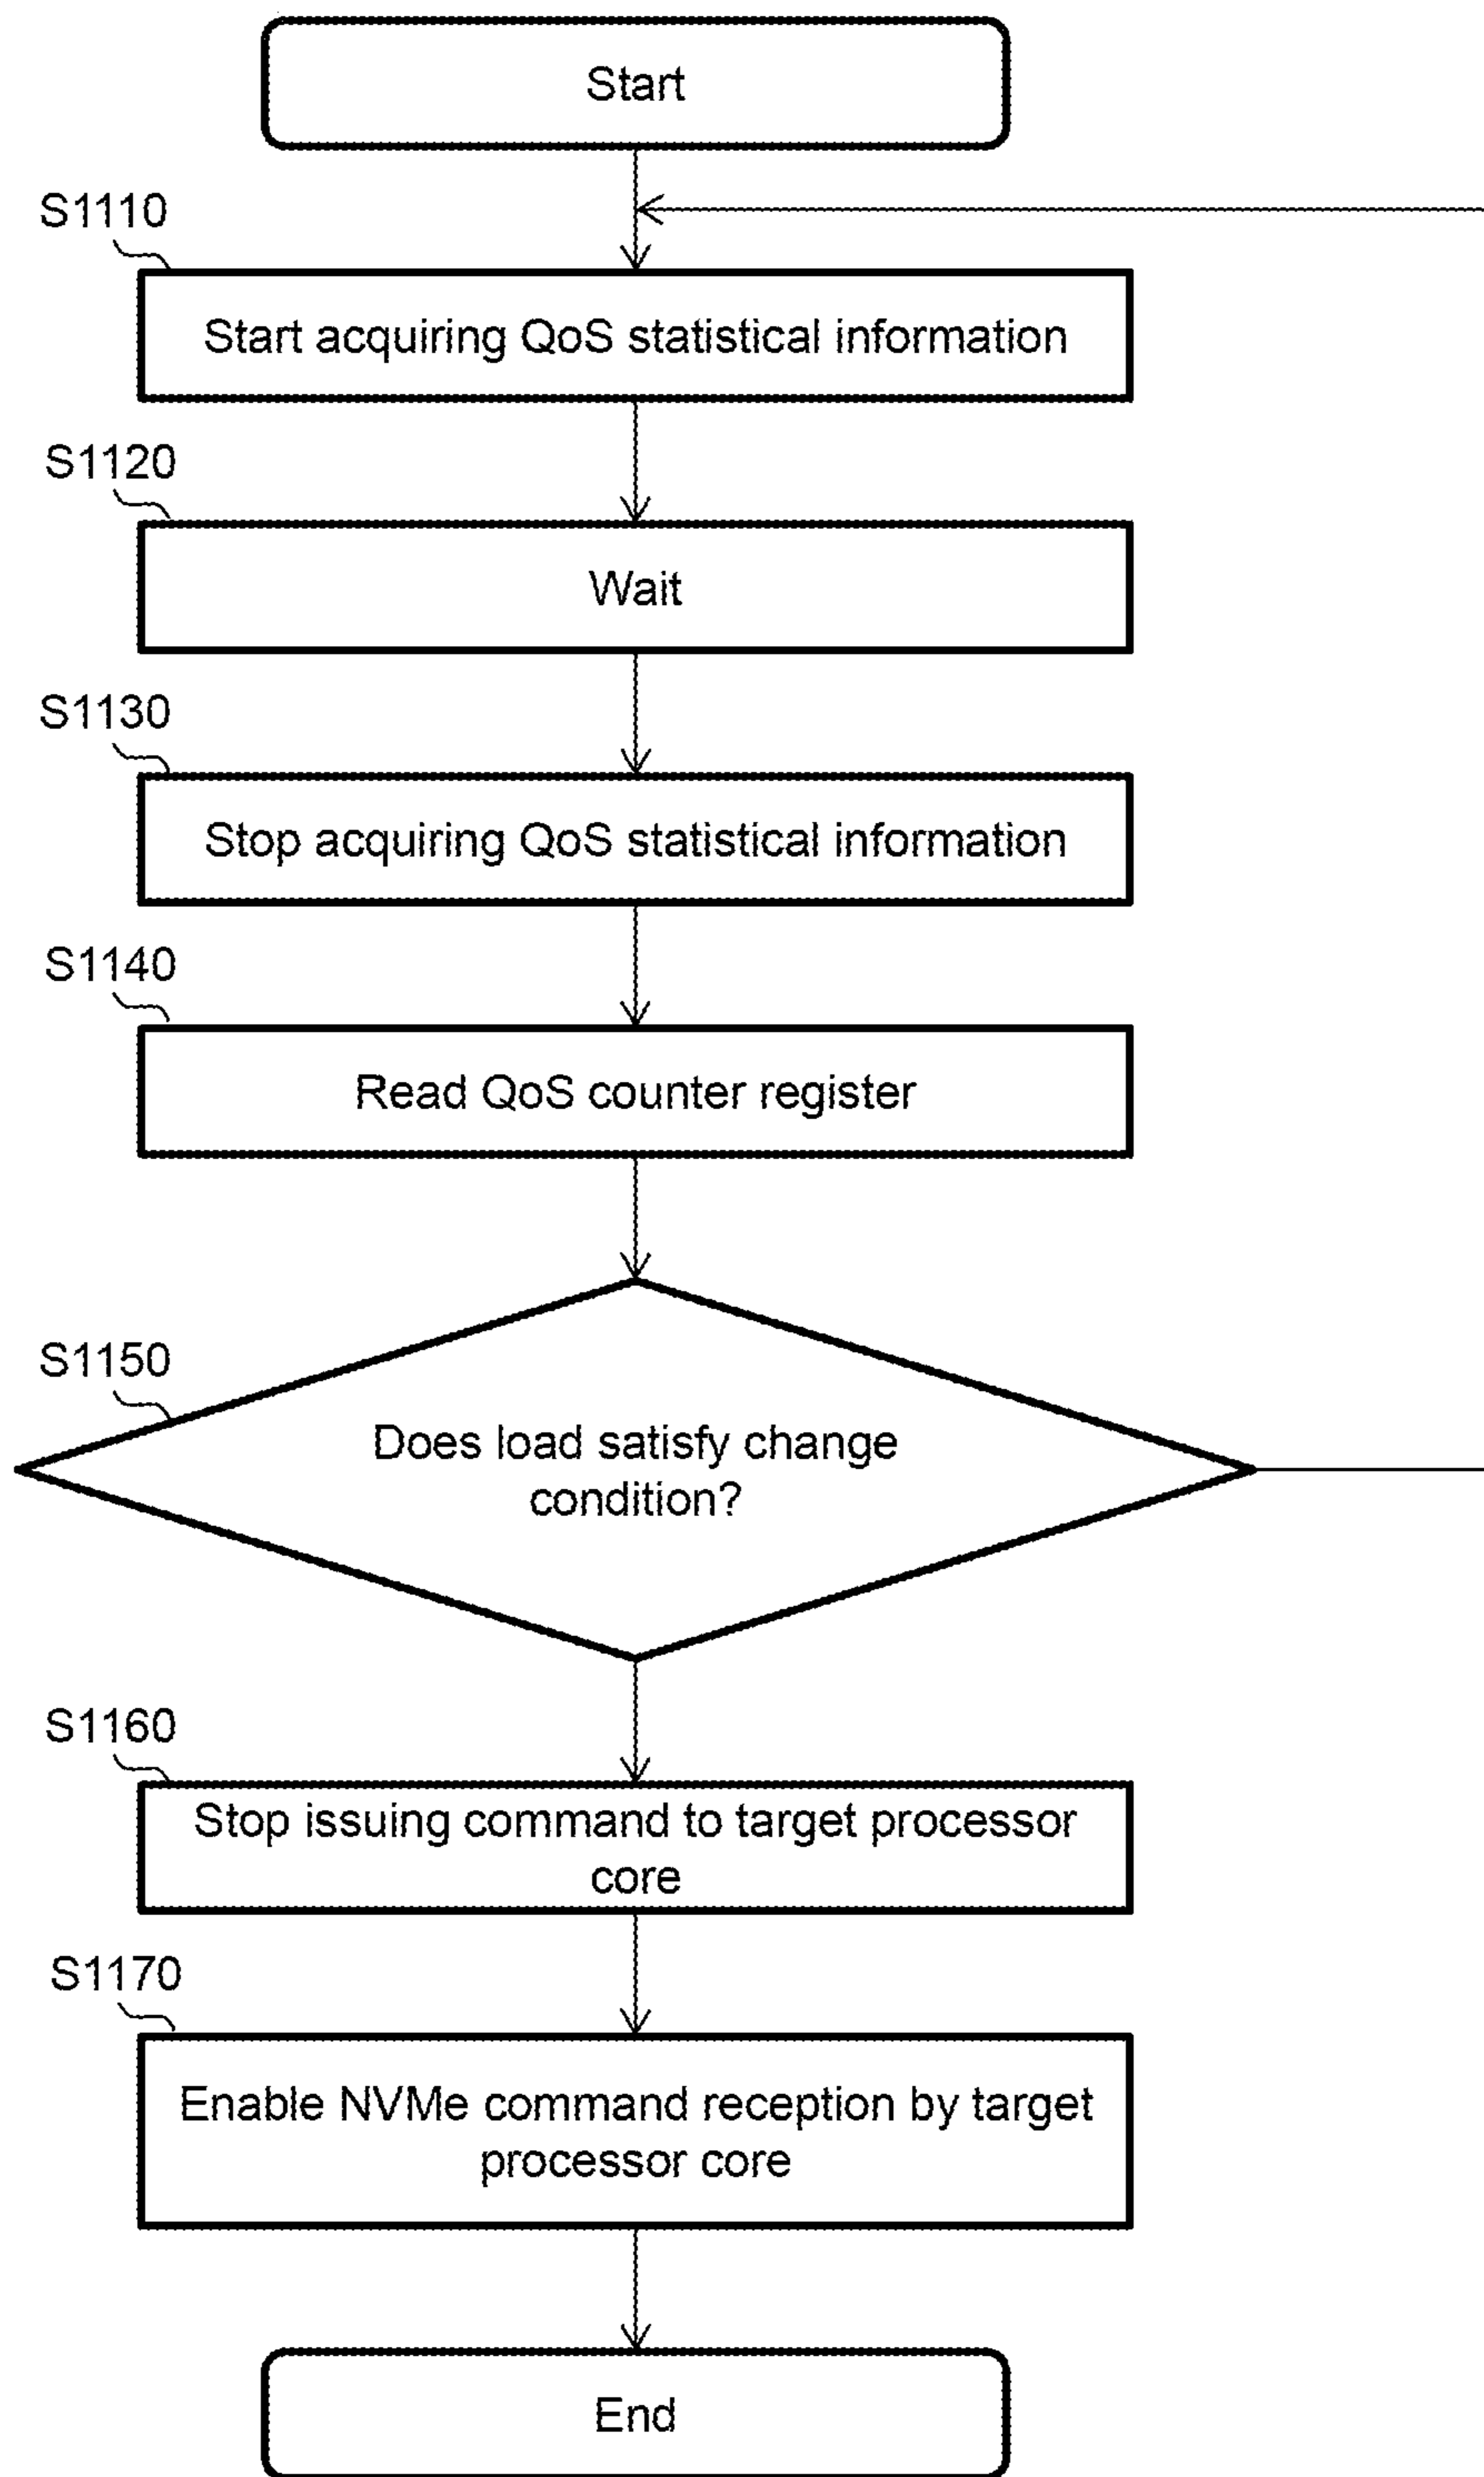 Start
S1110
Start acquiring QoS statistical information
S1120
Wait
S1130
Stop acquiring QoS statistical information
S1140
Read QoS counter register
S1150
Does load satisfy change
condition?
S1160
Stop issuing command to target processor
core
S1170
Enable NVMe command reception by target
processor core
End